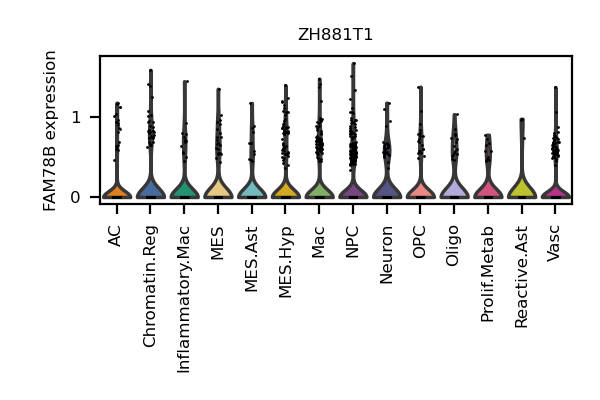 ZH881T1
FAM78B expression
1
0
AC
Chromatin.Reg
Inflammatory.Mac
MES
MES.Ast
MES.Hyp
Mac
NPC
Neuron
OPC
Oligo
Prolif.Metab
Reactive.Ast
Vasc